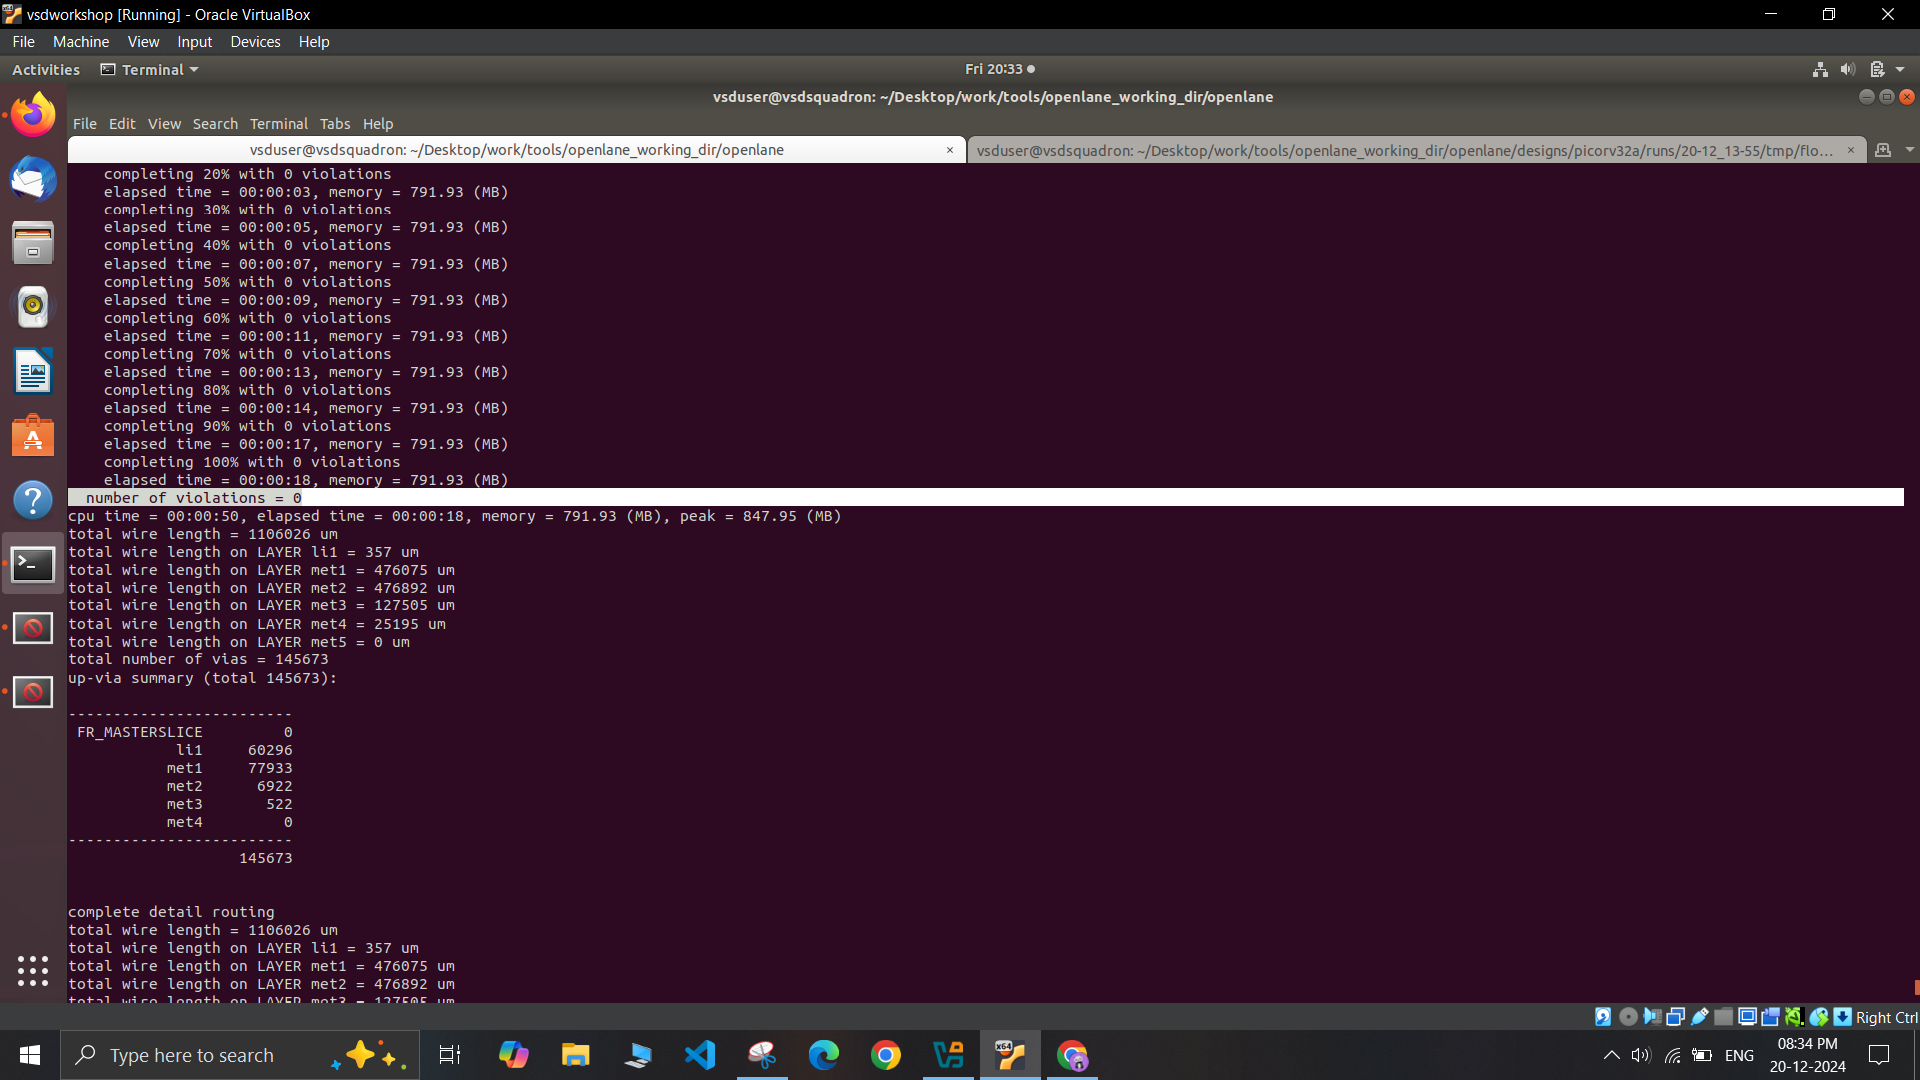 vsdworkshop [Running] - Oracle VirtualBox
File Machine View Input Devices Help
Activities Terminal Fri 20:33
vsduser@vsdsquadron: ~/Desktop/work/tools/openlane_working_dir/openlane
File Edit View Search Terminal Tabs Help
vsduser@vsdsquadron: ~/Desktop/work/tools/openlane_working_dir/openlane × vsduser@vsdsquadron: ~/Desktop/work/tools/openlane_working_dir/openlane/designs/picorv32a/runs/20-12_13-55/tmp/flo... ×
completing 20% with 0 violations
elapsed time = 00:00:03, memory = 791.93 (MB)
completing 30% with 0 violations
elapsed time = 00:00:05, memory = 791.93 (MB)
completing 40% with 0 violations
elapsed time = 00:00:07, memory = 791.93 (MB)
completing 50% with 0 violations
elapsed time = 00:00:09, memory = 791.93 (MB)
completing 60% with 0 violations
elapsed time = 00:00:11, memory = 791.93 (MB)
completing 70% with 0 violations
elapsed time = 00:00:13, memory = 791.93 (MB)
completing 80% with 0 violations
elapsed time = 00:00:14, memory = 791.93 (MB)
completing 90% with 0 violations
elapsed time = 00:00:17, memory = 791.93 (MB)
completing 100% with 0 violations
elapsed time = 00:00:18, memory = 791.93 (MB)
number of violations = 0
cpu time = 00:00:50, elapsed time = 00:00:18, memory = 791.93 (MB), peak = 847.95 (MB)
total wire length = 1106026 um
total wire length on LAYER li1 = 357 um
total wire length on LAYER met1 = 476075 um
total wire length on LAYER met2 = 476892 um
total wire length on LAYER met3 = 127505 um
total wire length on LAYER met4 = 25195 um
total wire length on LAYER met5 = 0 um
total number of vias = 145673
up-via summary (total 145673):
-------------------------
FR_MASTERSLICE 0
li1 60296
met1 77933
met2 6922
met3 522
met4 0
-------------------------
145673
complete detail routing
total wire length = 1106026 um
total wire length on LAYER li1 = 357 um
total wire length on LAYER met1 = 476075 um
total wire length on LAYER met2 = 476892 um
total wire length on LAYER met3 = 127505 um
Right Ctrl
Type here to search
x64
ENG
08:34 PM
20-12-2024